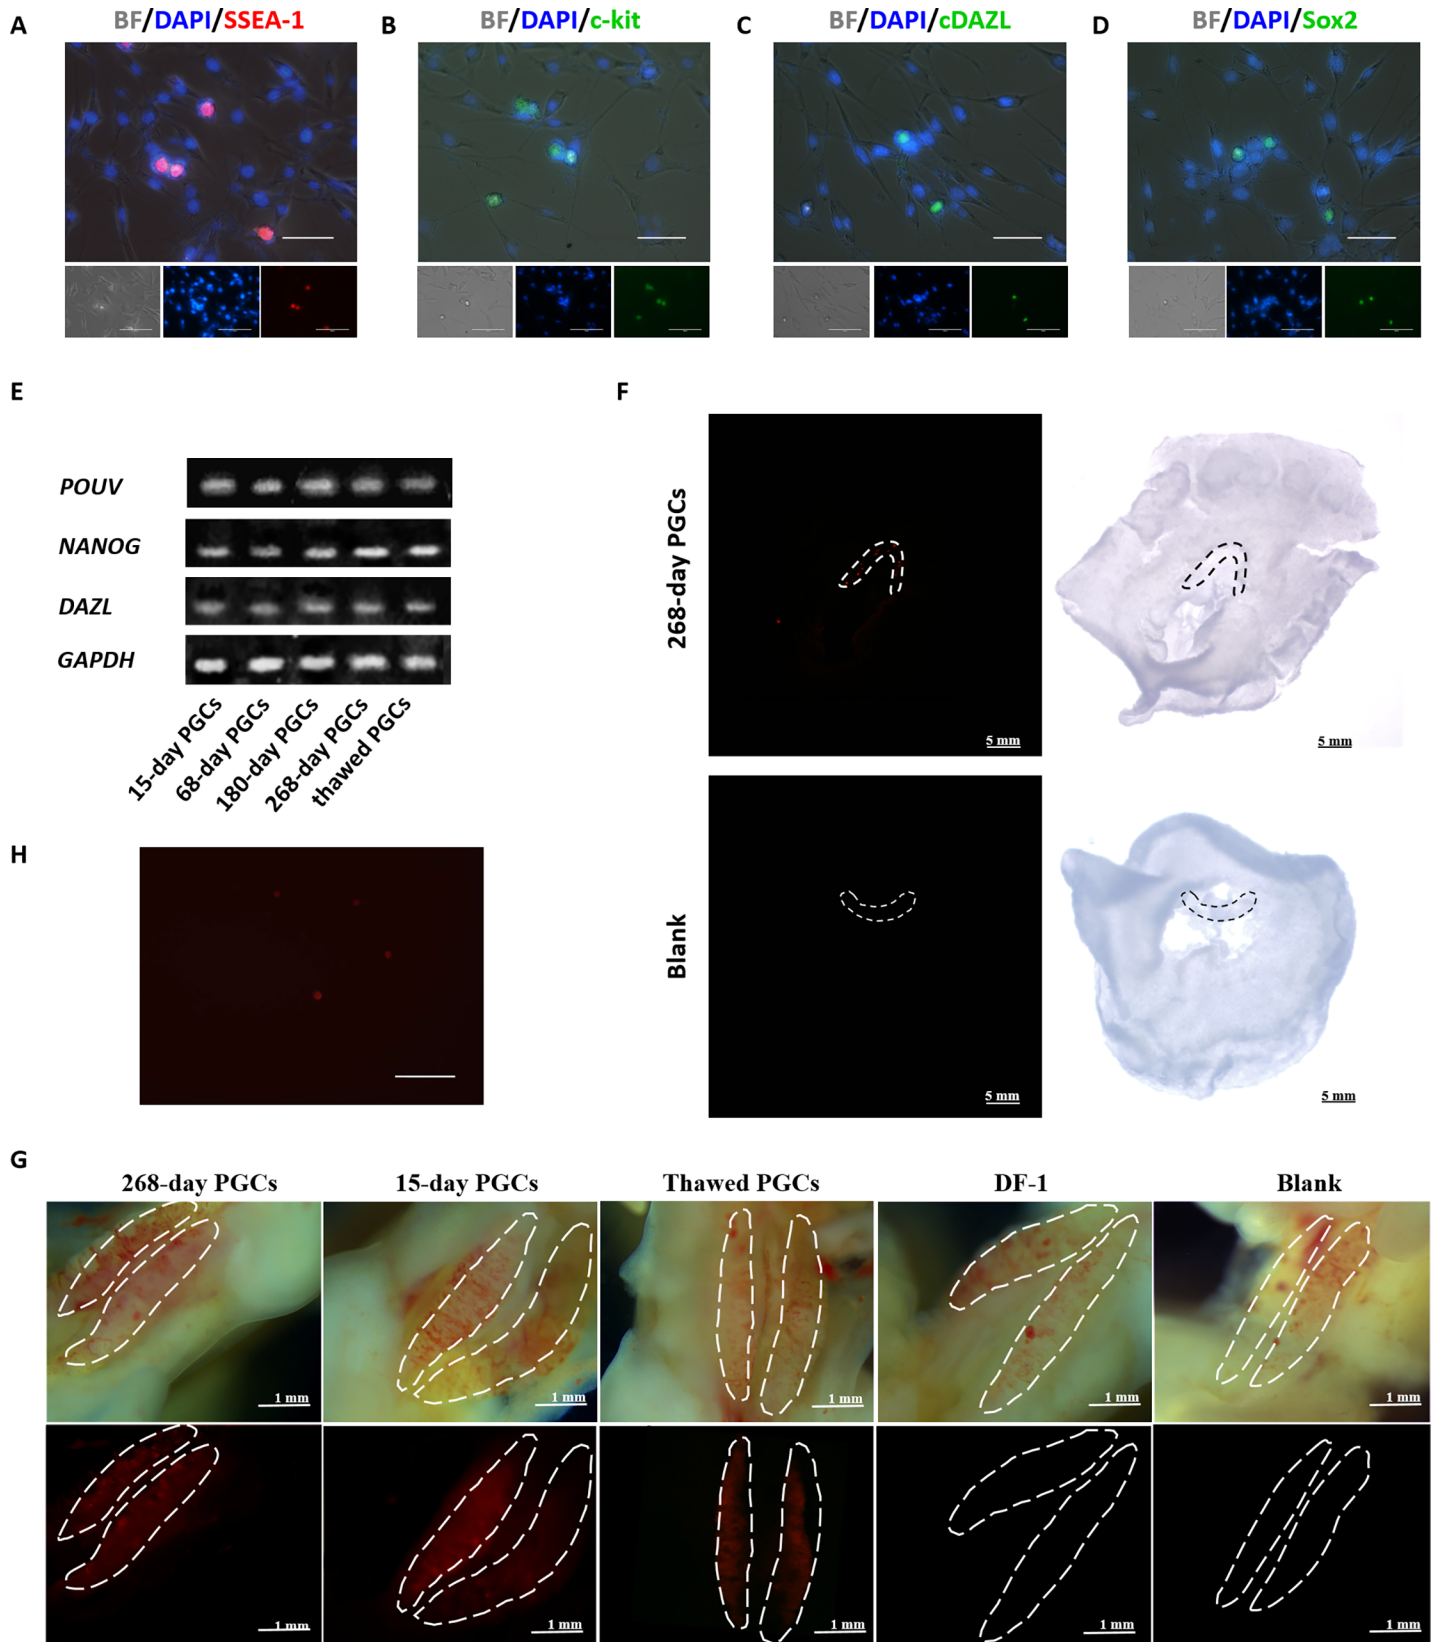 A
BF/DAPI/SSEA-1
B
BF/DAPI/c-kit
C
BF/DAPI/cDAZL
D
BF/DAPI/Sox2
E
POUV
NANOG
DAZL
GAPDH
15-day PGCs
68-day PGCs
180-day PGCs
268-day PGCs
thawed PGCs
F
268-day PGCs
5 mm
5 mm
Blank
5 mm
5 mm
H
G
268-day PGCs
15-day PGCs
Thawed PGCs
DF-1
Blank
1 mm
1 mm
1 mm
1 mm
1 mm
1 mm
1 mm
1 mm
1 mm
1 mm